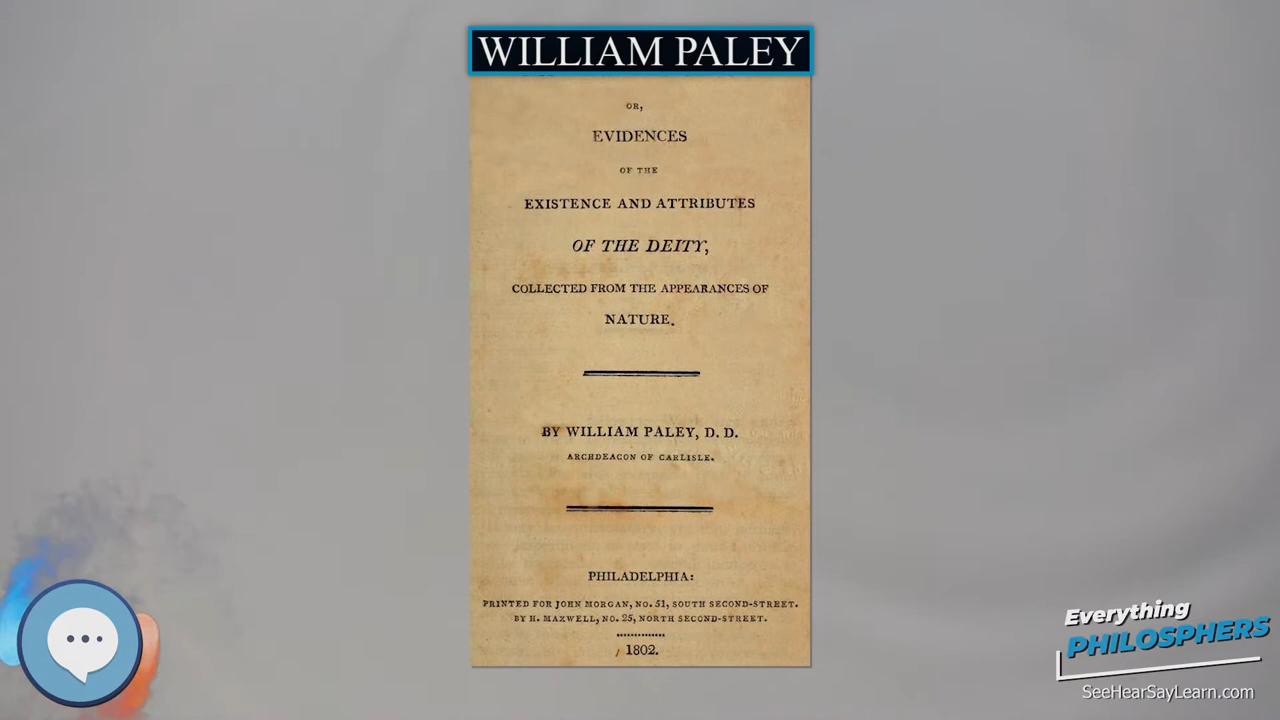 WILLIAM PALEY
OR,
EVIDENCES
OF THE
EXISTENCE AND ATTRIBUTES
OF THE DEITY,
COLLECTED FROM THE APPEARANCES OF
NATURE.
BY WILLIAM PALEY, D. D.
ARCHDEACON OF CARLISLE.
PHILADELPHIA:
PRINTED FOR JOHN MORGAN, NO. 51, SOUTH SECOND-STREET.
BY H. MAXWELL, NO. 25, NORTH SECOND-STREET.
1802.
Everything
PHILOSPHERS
SeeHearSayLearn.com